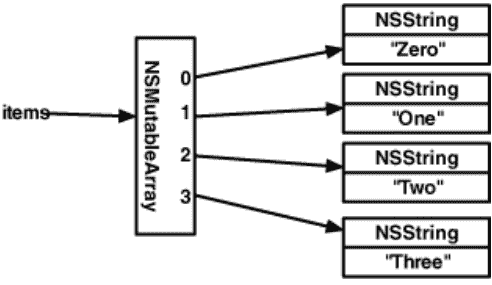 items
NSMutableArray
0
1
2
3
NSString
"Zero"
NSString
"One"
NSString
"Two"
NSString
"Three"